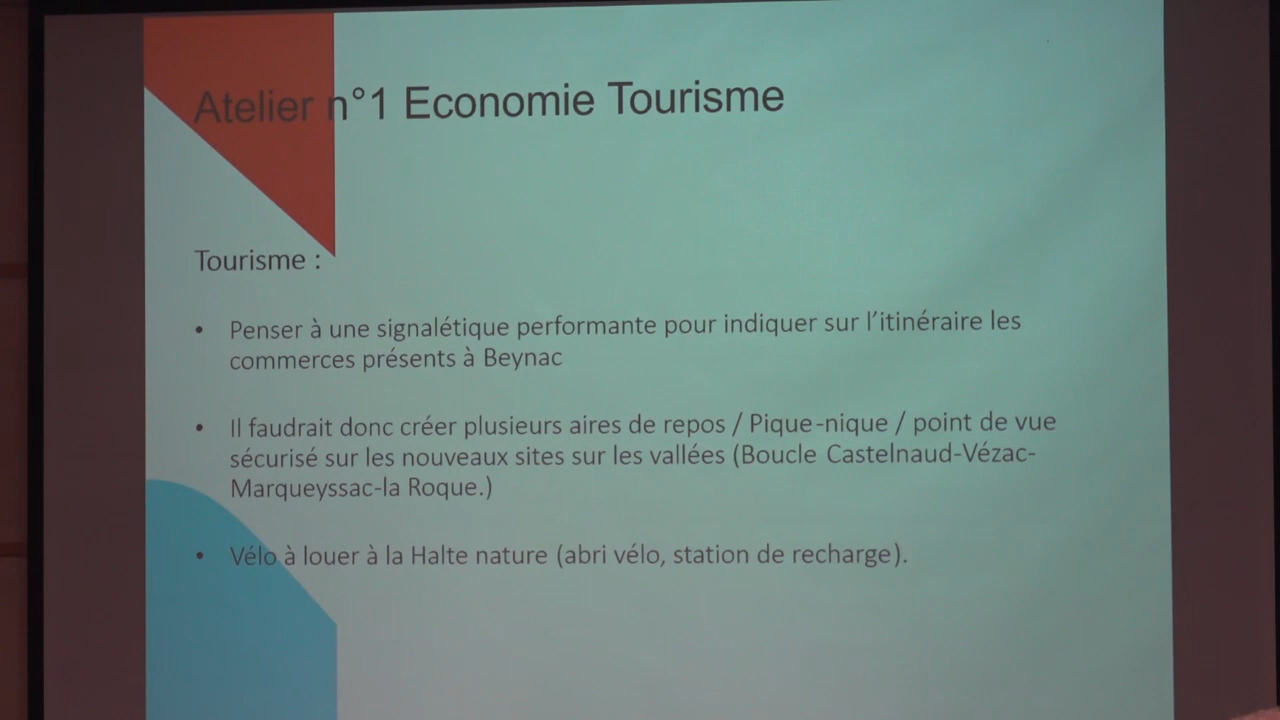 Atelier n°1 Economie Tourisme
Tourisme :
• Penser à une signalétique performante pour indiquer sur l'itinéraire les
commerces présents à Beynac
• Il faudrait donc créer plusieurs aires de repos / Pique-nique / point de vue
sécurisé sur les nouveaux sites sur les vallées (Boucle Castelnaud-Vézac-
Marqueyssac-la Roque.)
• Vélo à louer à la Halte nature (abri vélo, station de recharge).